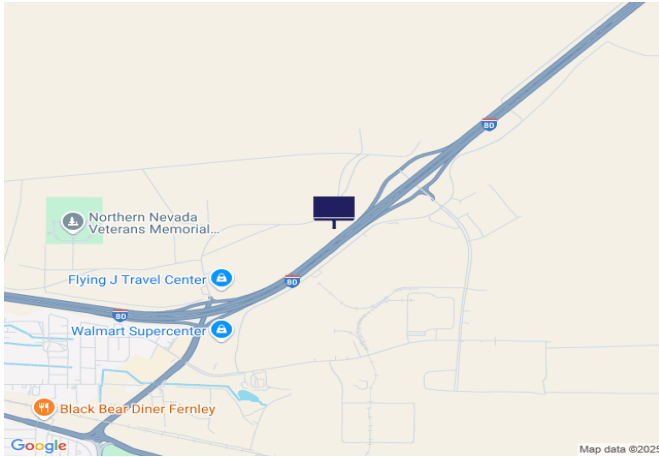 80
Northern Nevada
Veterans Memorial...
Flying J Travel Center
80
80
Walmart Supercenter
Black Bear Diner Fernley
Google
Map data ©2025